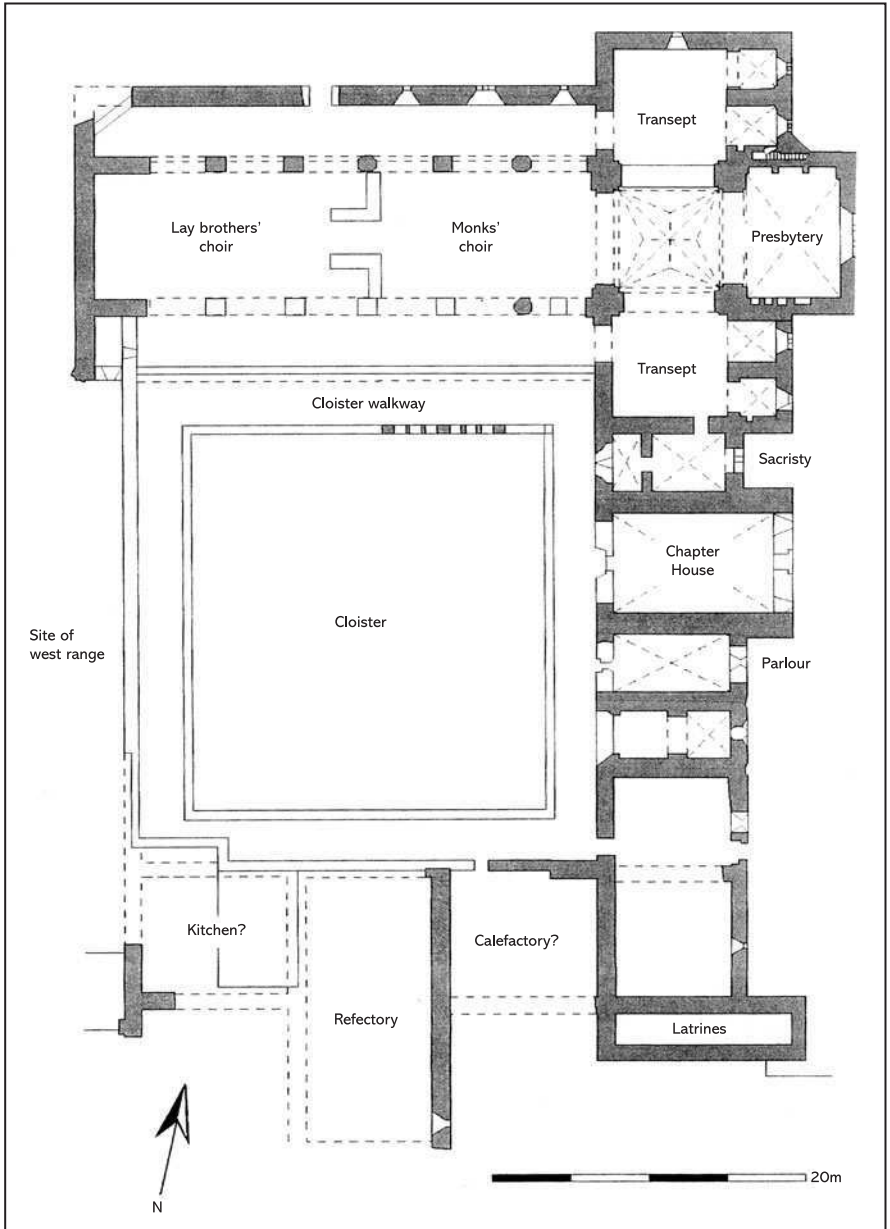 Transept
Lay brothers'
choir
Monks'
choir
Presbytery
Transept
Cloister walkway
Sacristy
Chapter
House
Cloister
Site of
west range
Parlour
Kitchen?
Calefactory?
Refectory
Latrines
20m
N